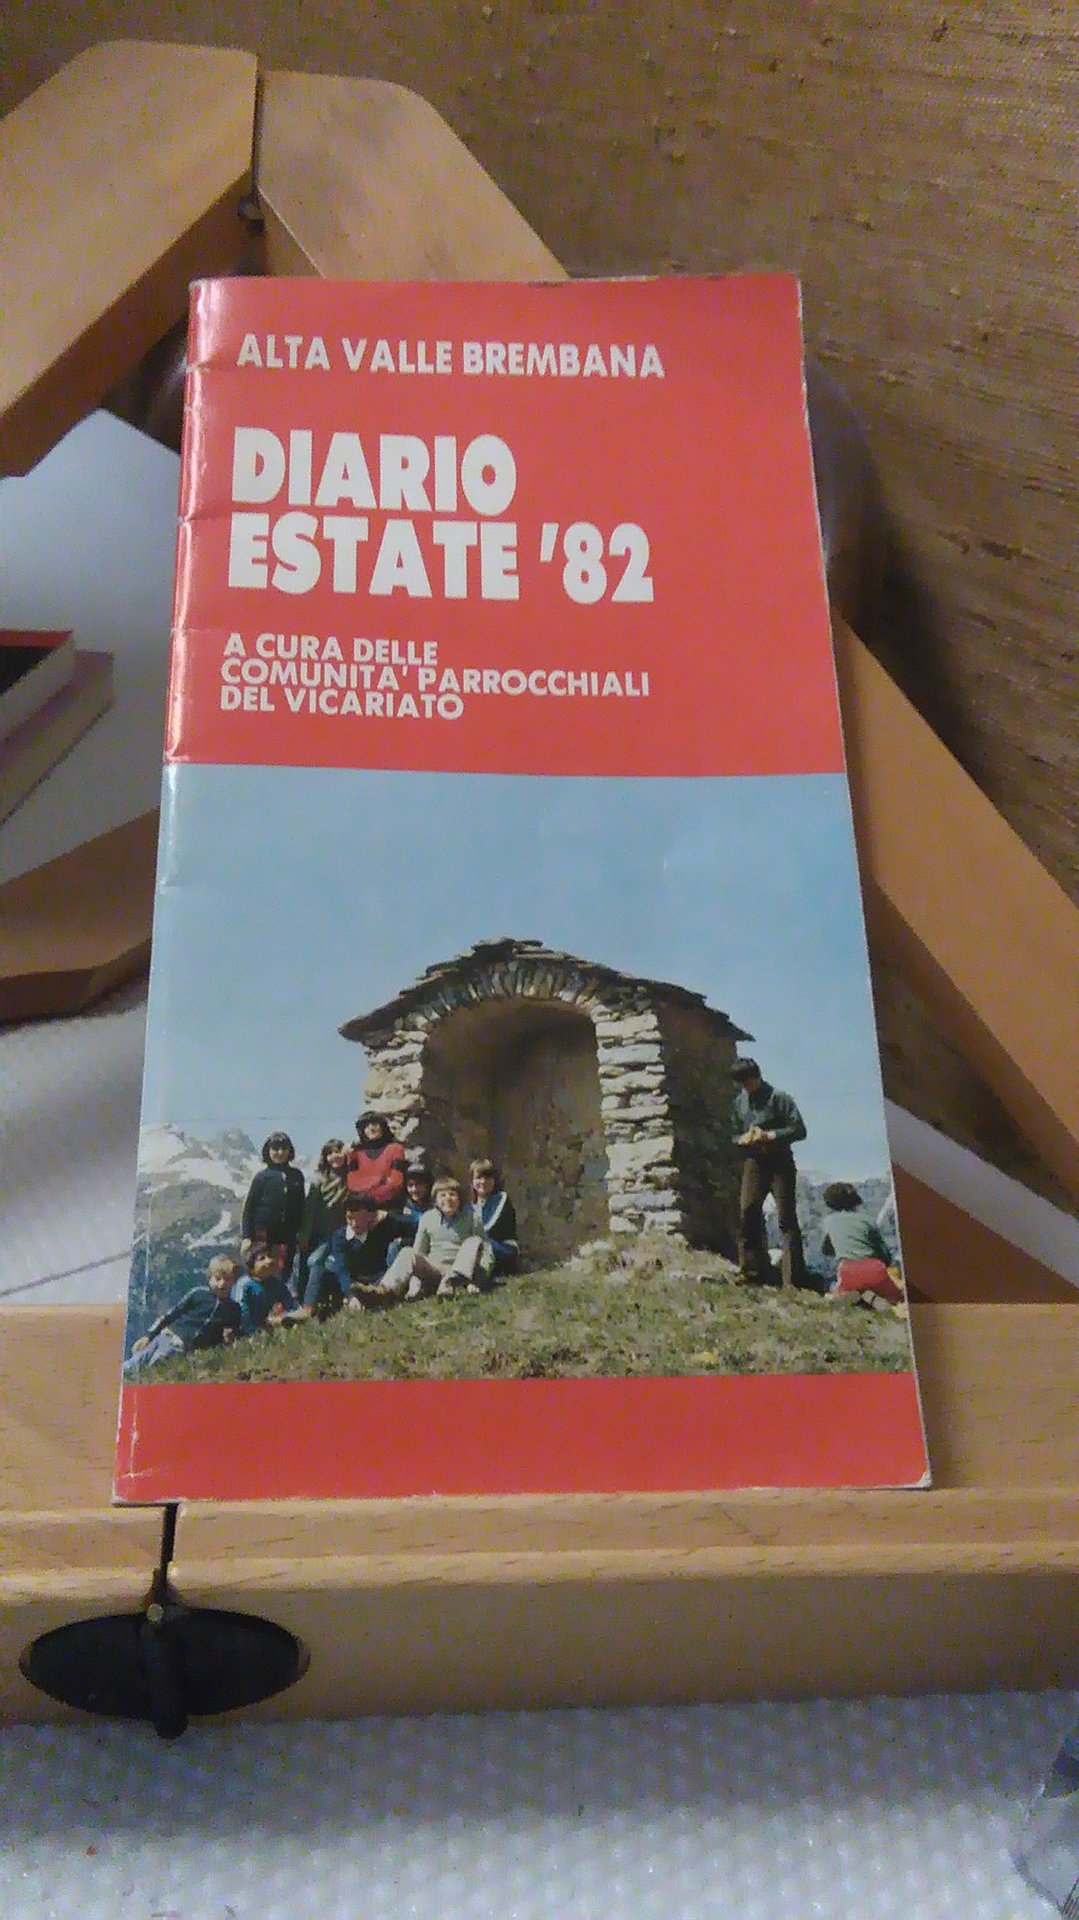 ALTA VALLE BREMBANA
DIARIO
ESTATE '82
A CURA DELLE
COMUNITA' PARROCCHIALI
DEL VICARIATO